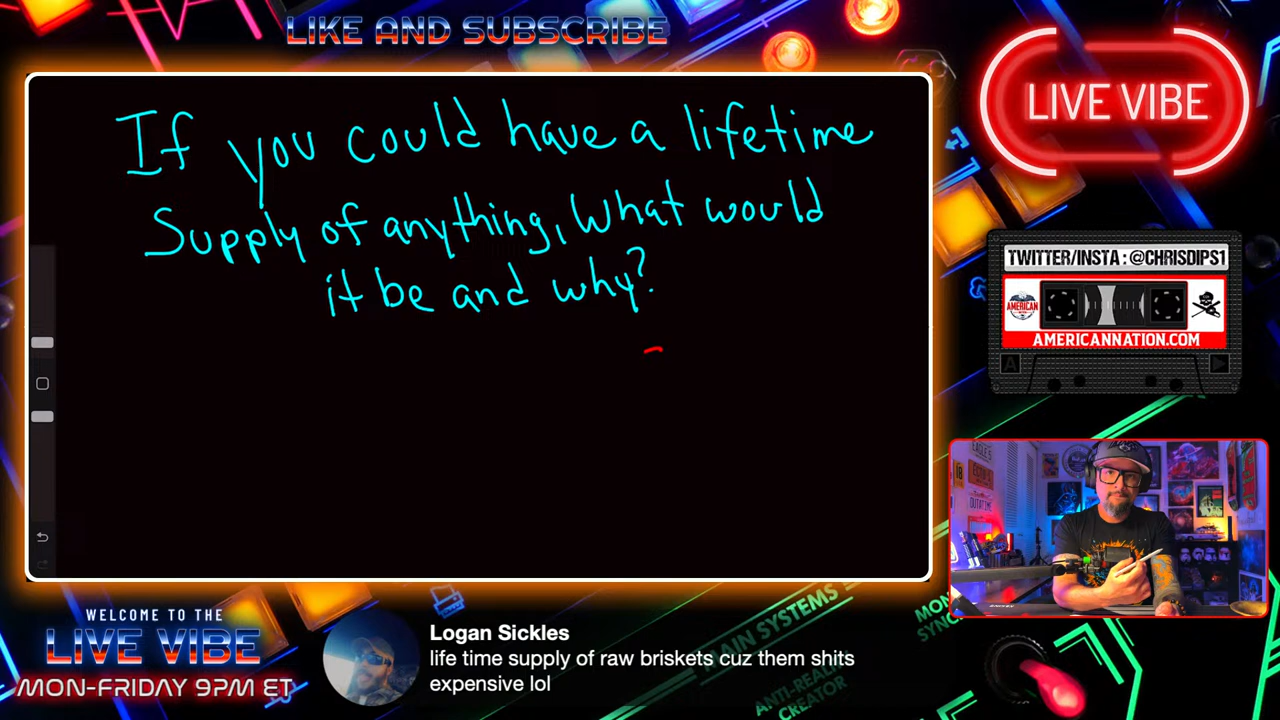 LIKE AND SUBSCRIBE
If you could have a lifetime
Supply of anything, What would
it be and why?
LIVE VIBE
TWITTER/INSTA : @CHRISDIPS1
AMERICAN
AMERICANNATION.COM
A
WELCOME TO THE
LIVE VIBE
MON-FRIDAY 9PM ET
Logan Sickles
life time supply of raw briskets cuz them shits
expensive lol
OUTATIME